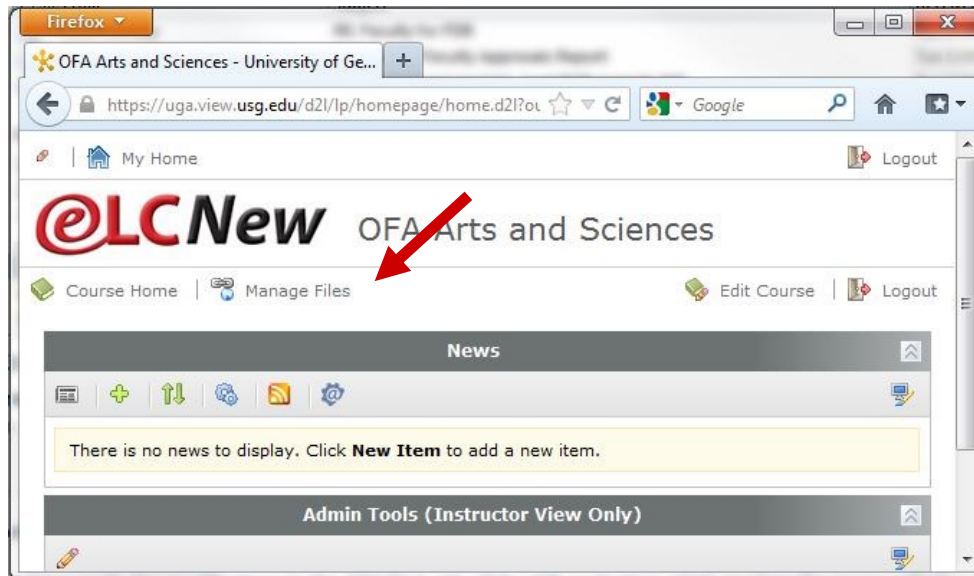 Firefox
OFA Arts and Sciences - University of Ge...
https://uga.view.usg.edu/d2l/lp/homepage/home.d2l?ou
Google
My Home
Logout
eLCNew OFA Arts and Sciences
Course Home | Manage Files
Edit Course | Logout
News
There is no news to display. Click New Item to add a new item.
Admin Tools (Instructor View Only)